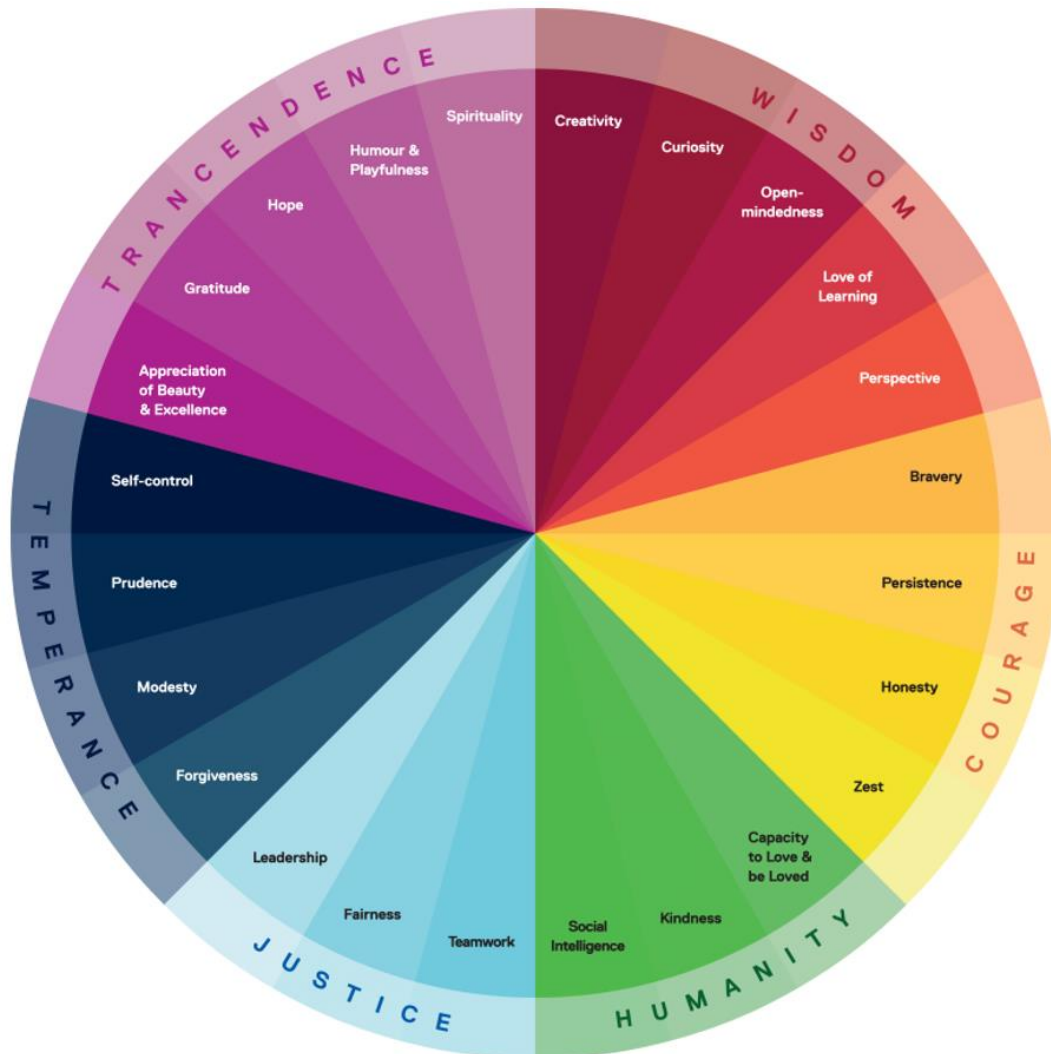 TRANCENDENCE
Spirituality
Humour &
Playfulness
Hope
Gratitude
Appreciation
of Beauty
& Excellence
WISDOM
Creativity
Curiosity
Open-
mindedness
Love of
Learning
Perspective
COURAGE
Bravery
Persistence
Honesty
Zest
HUMANITY
Capacity
to Love &
be Loved
Kindness
Social
Intelligence
JUSTICE
Teamwork
Fairness
Leadership
TEMPERANCE
Forgiveness
Modesty
Prudence
Self-control